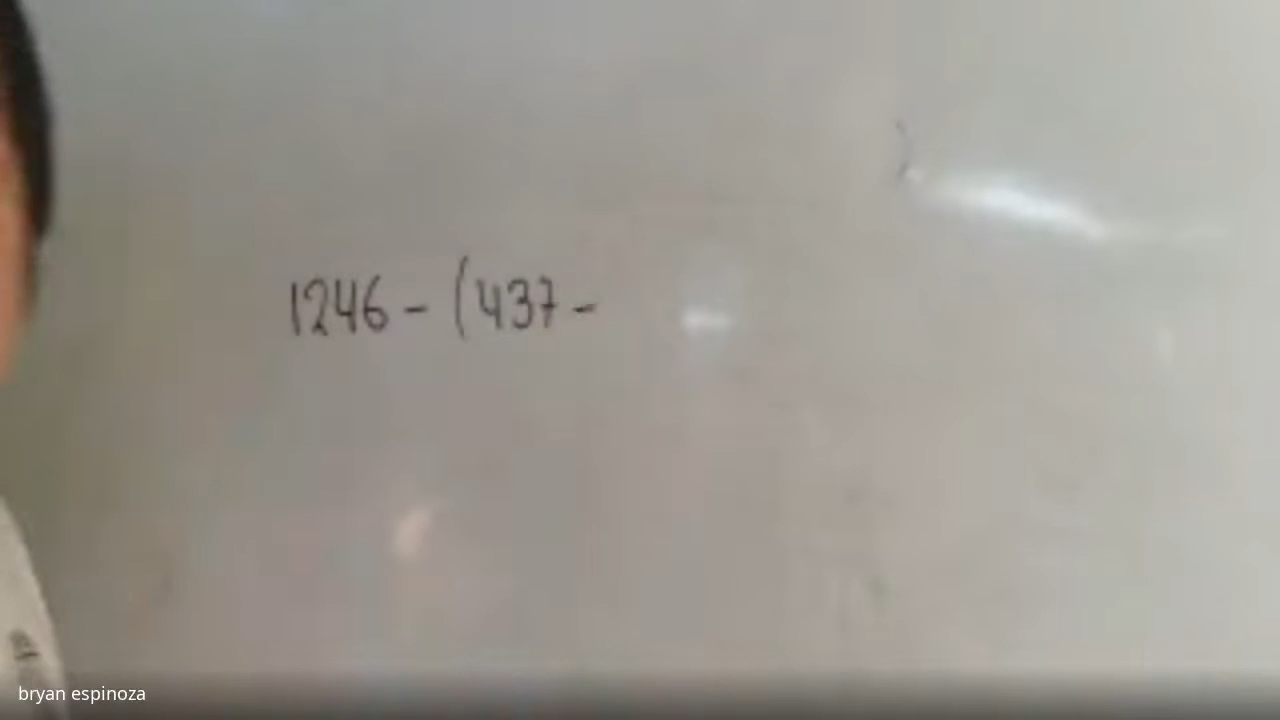 1246 - (437 -
bryan espinoza